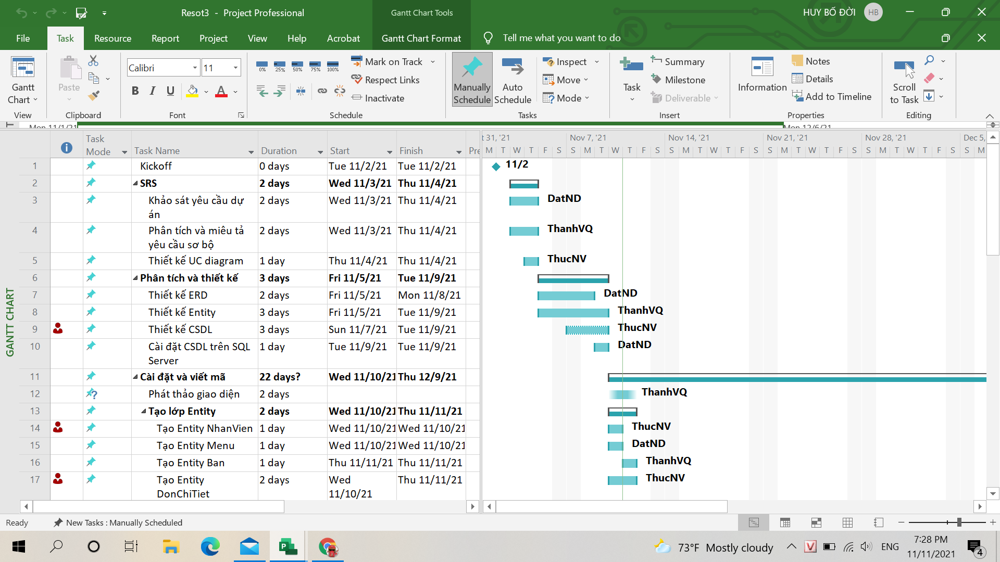 Resot3 - Project Professional
Gantt Chart Tools
HUY BỐ ĐỜI
HB
File Task Resource Report Project View Help Acrobat Gantt Chart Format Tell me what you want to do
Gantt Chart
View
Paste
Clipboard
Calibri 11
B I U A
Font
0% 25% 50% 75% 100%
Mark on Track
Respect Links
Inactivate
Schedule
Manually Schedule
Auto Schedule
Inspect
Move
Mode
Tasks
Task
Summary
Milestone
Deliverable
Insert
Information
Notes
Details
Add to Timeline
Properties
Scroll to Task
Editing
Mon 11/1/21 Mon 12/6/21
GANTT CHART
Task Mode Task Name Duration Start Finish Pre
t 31, '21 Nov 7, '21 Nov 14, '21 Nov 21, '21 Nov 28, '21 Dec 5,
M T W T F S S M T W T F S S M T W T F S S M T W T F S S M T W T F S S M
1 Kickoff 0 days Tue 11/2/21 Tue 11/2/21 11/2
2 SRS 2 days Wed 11/3/21 Thu 11/4/21
3 Khảo sát yêu cầu dự 2 days Wed 11/3/21 Thu 11/4/21 DatND
án
4 Phân tích và miêu tả 2 days Wed 11/3/21 Thu 11/4/21 ThanhVQ
yêu cầu sơ bộ
5 Thiết kế UC diagram 1 day Thu 11/4/21 Thu 11/4/21 ThucNV
6 Phân tích và thiết kế 3 days Fri 11/5/21 Tue 11/9/21
7 Thiết kế ERD 2 days Fri 11/5/21 Mon 11/8/21 DatND
8 Thiết kế Entity 3 days Fri 11/5/21 Tue 11/9/21 ThanhVQ
9 Thiết kế CSDL 3 days Sun 11/7/21 Tue 11/9/21 ThucNV
10 Cài đặt CSDL trên SQL 1 day Tue 11/9/21 Tue 11/9/21 DatND
Server
11 Cài đặt và viết mã 22 days? Wed 11/10/21 Thu 12/9/21
12 Phát thảo giao diện 2 days ThanhVQ
13 Tạo lớp Entity 2 days Wed 11/10/21 Thu 11/11/21
14 Tạo Entity NhanVien 1 day Wed 11/10/21 Wed 11/10/21 ThucNV
15 Tạo Entity Menu 1 day Wed 11/10/21 Wed 11/10/21 DatND
16 Tạo Entity Ban 1 day Thu 11/11/21 Thu 11/11/21 ThanhVQ
17 Tạo Entity 2 days Wed Thu 11/11/21 ThucNV
DonChiTiet 11/10/21
Ready New Tasks : Manually Scheduled
73°F Mostly cloudy ENG 7:28 PM
11/11/2021
4